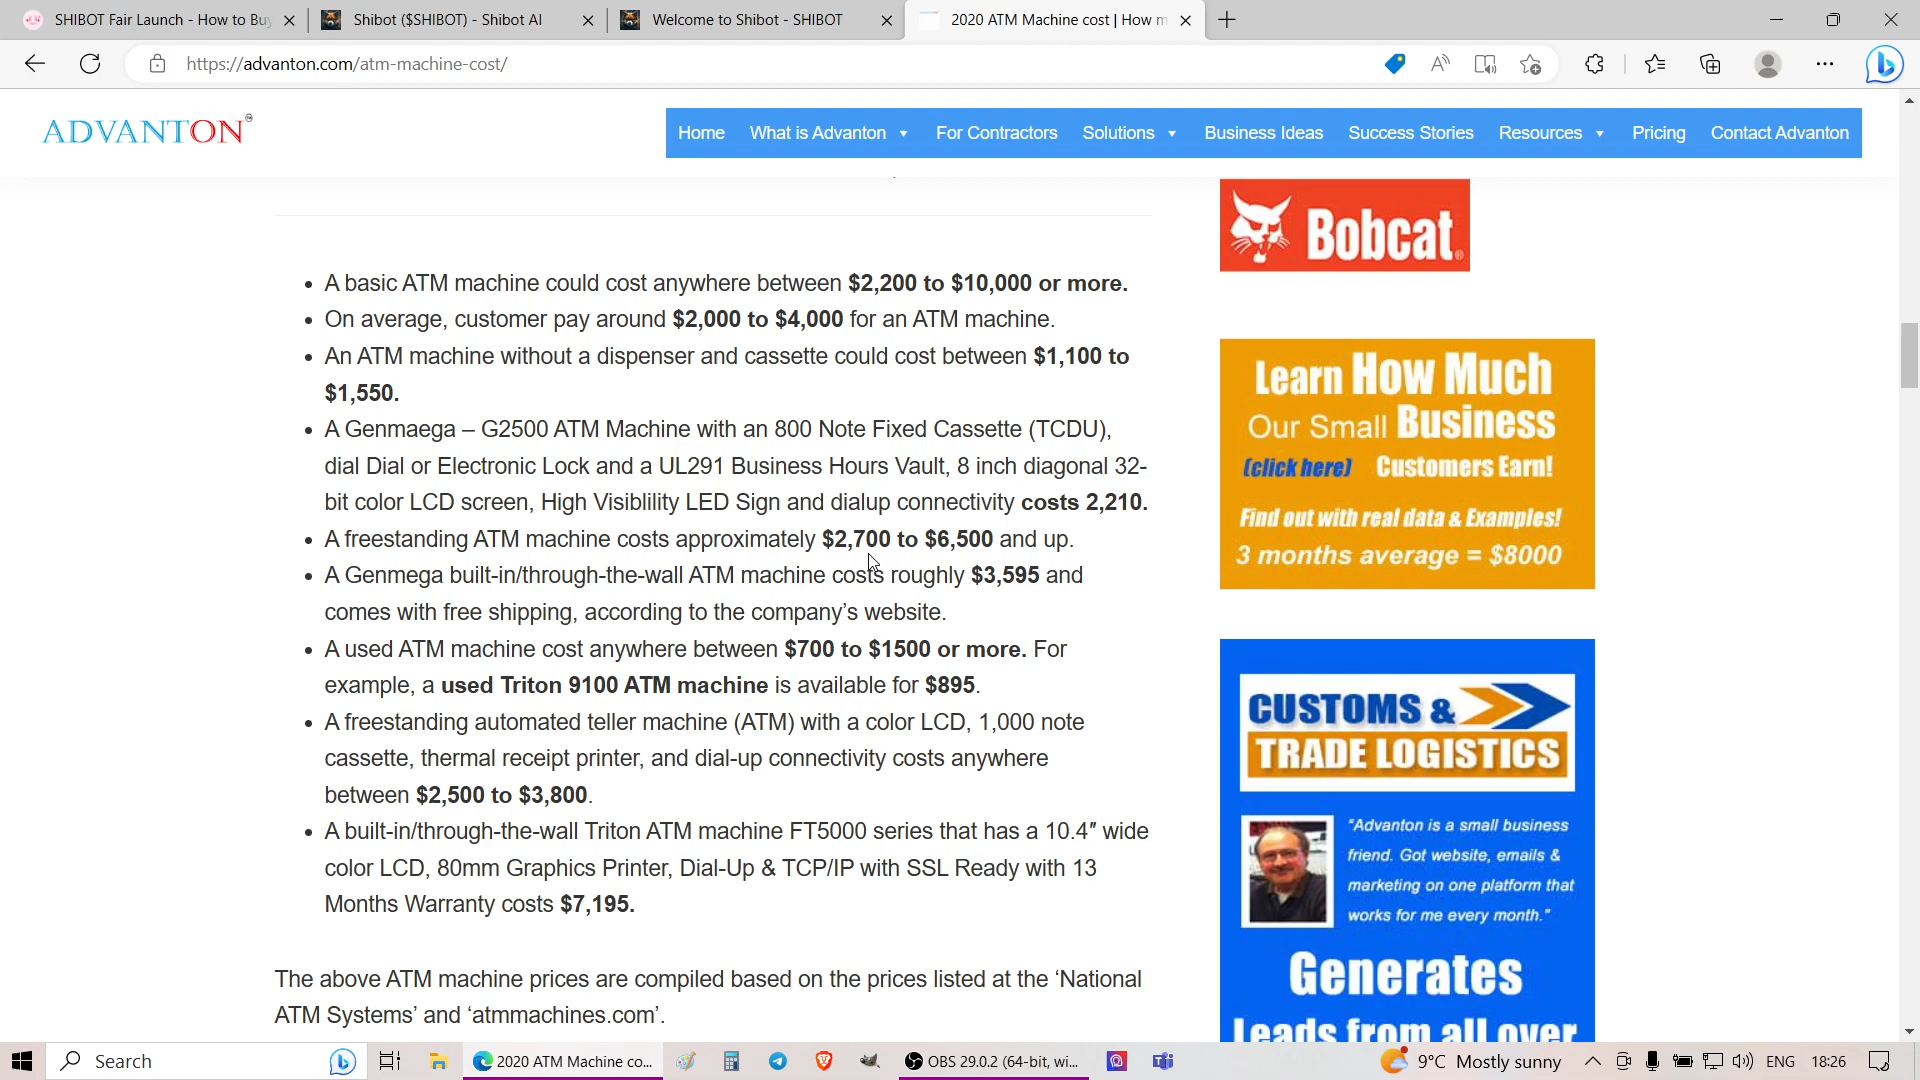 SHIBOT Fair Launch - How to Buy
Shibot ($SHIBOT) - Shibot AI
Welcome to Shibot - SHIBOT
2020 ATM Machine cost | How m
https://advanton.com/atm-machine-cost/
ADVANTON
Home What is Advanton For Contractors Solutions Business Ideas Success Stories Resources Pricing Contact Advanton
Bobcat.
• A basic ATM machine could cost anywhere between $2,200 to $10,000 or more.
• On average, customer pay around $2,000 to $4,000 for an ATM machine.
• An ATM machine without a dispenser and cassette could cost between $1,100 to
$1,550.
• A Genmaega – G2500 ATM Machine with an 800 Note Fixed Cassette (TCDU),
dial Dial or Electronic Lock and a UL291 Business Hours Vault, 8 inch diagonal 32-
bit color LCD screen, High Visiblility LED Sign and dialup connectivity costs 2,210.
• A freestanding ATM machine costs approximately $2,700 to $6,500 and up.
• A Genmega built-in/through-the-wall ATM machine costs roughly $3,595 and
comes with free shipping, according to the company’s website.
• A used ATM machine cost anywhere between $700 to $1500 or more. For
example, a used Triton 9100 ATM machine is available for $895.
• A freestanding automated teller machine (ATM) with a color LCD, 1,000 note
cassette, thermal receipt printer, and dial-up connectivity costs anywhere
between $2,500 to $3,800.
• A built-in/through-the-wall Triton ATM machine FT5000 series that has a 10.4″ wide
color LCD, 80mm Graphics Printer, Dial-Up & TCP/IP with SSL Ready with 13
Months Warranty costs $7,195.
The above ATM machine prices are compiled based on the prices listed at the ‘National
ATM Systems’ and ‘atmmachines.com’.
Learn How Much
Our Small Business
(click here) Customers Earn!
Find out with real data & Examples!
3 months average = $8000
CUSTOMS &
TRADE LOGISTICS
"Advanton is a small business
friend. Got website, emails &
marketing on one platform that
works for me every month."
Generates
Leads from all over
Search
2020 ATM Machine co...
OBS 29.0.2 (64-bit, wi...
9°C Mostly sunny
ENG
18:26